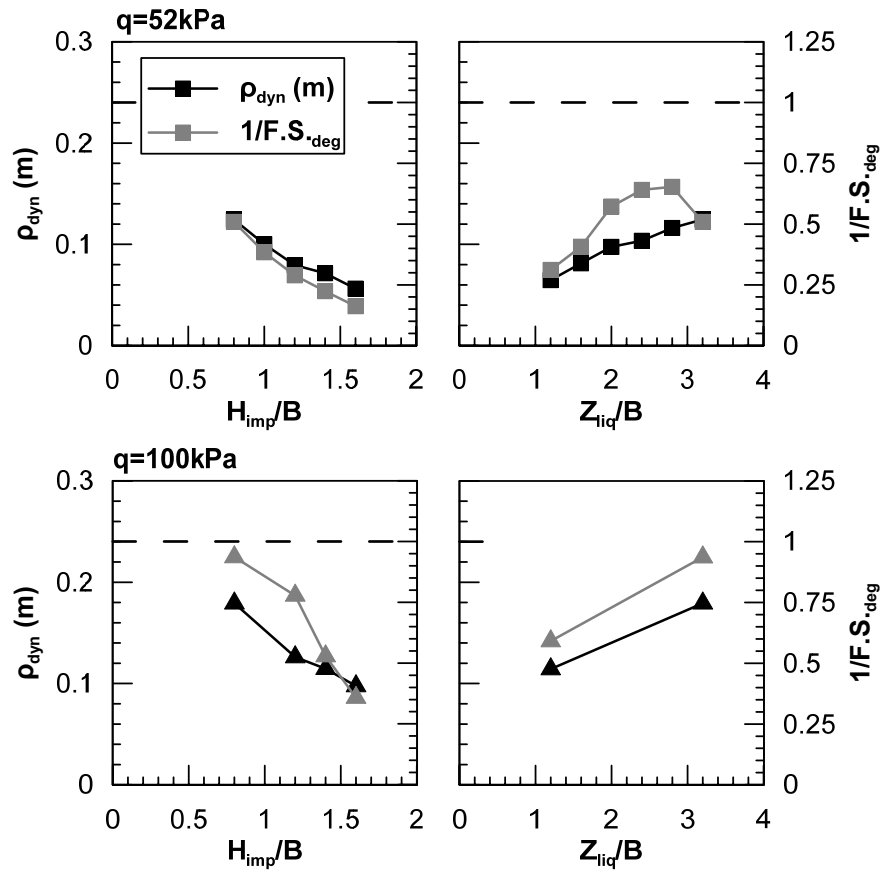 q=52kPa
0.3
0.2
0.1
0
ρdyn (m)
ρdyn (m)
1/F.S.deg
0 0.5 1 1.5 2
Himp/B
1.25
1
0.75
0.5
0.25
0
1/F.S.deg
0 1 2 3 4
Zliq/B
q=100kPa
0.3
0.2
0.1
0
ρdyn (m)
0 0.5 1 1.5 2
Himp/B
1.25
1
0.75
0.5
0.25
0
1/F.S.deg
0 1 2 3 4
Zliq/B